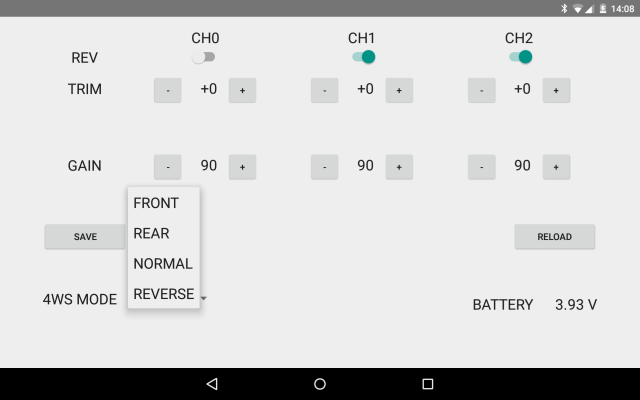 14:08
CH0 CH1 CH2
REV
TRIM - +0 + - +0 + - +0 +
GAIN - 90 + - 90 + - 90 +
FRONT
SAVE REAR RELOAD
NORMAL
4WS MODE REVERSE BATTERY 3.93 V